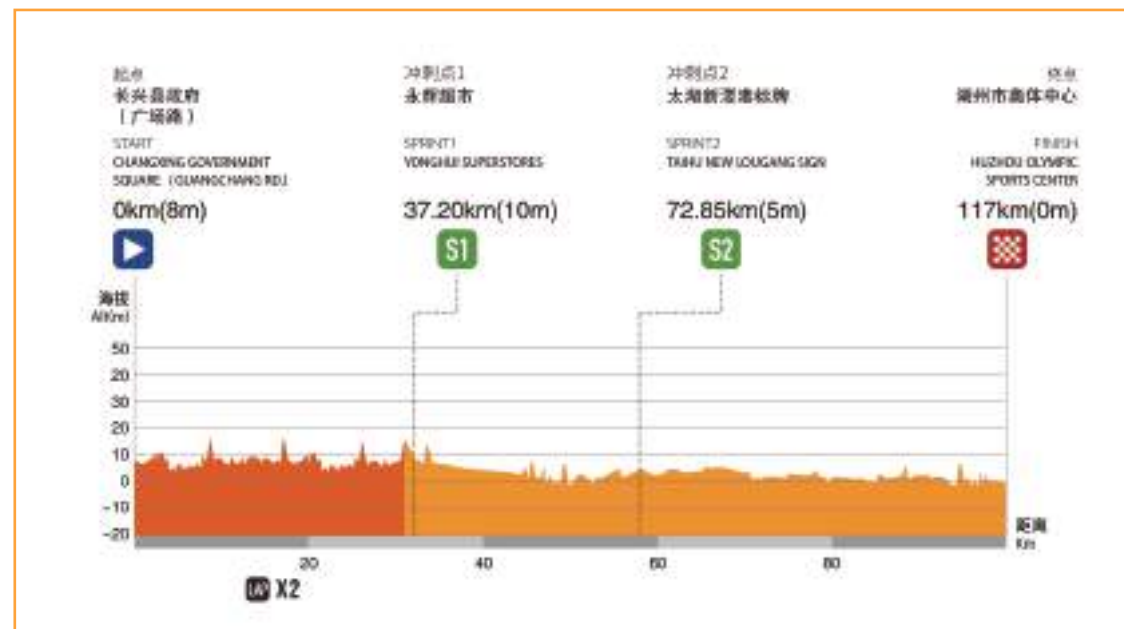 起点
长兴县政府
（广场路）
START
CHANGXING GOVERNMENT
SQUARE (GUANGCHANG RD.)
0km(8m)
冲刺点1
永辉超市
SPRINT1
YONGHUI SUPERSTORES
37.20km(10m)
S1
冲刺点2
太湖新溇港标牌
SPRINT2
TAIHU NEW LOUGANG SIGN
72.85km(5m)
S2
终点
湖州市奥体中心
FINISH
HUZHOU OLYMPIC
SPORTS CENTER
117km(0m)
海拔
Alt(m)
50
20
30
20
10
0
-10
-20
距离
Km
20
40
60
80
LAP X2